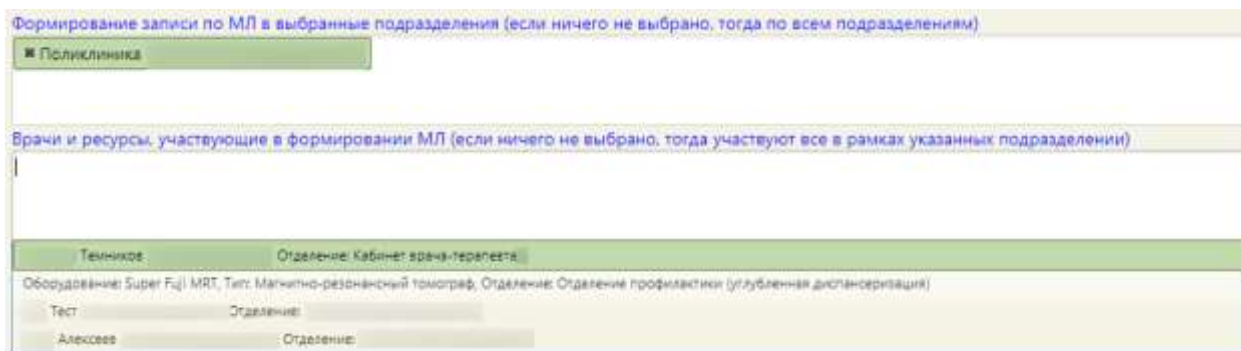 Формирование записи по МЛ в выбранные подразделения (если ничего не выбрано, тогда по всем подразделениям)
✖ Поликлиника
Врачи и ресурсы, участвующие в формировании МЛ (если ничего не выбрано, тогда участвуют все в рамках указанных подразделении)
Темников Отделение: Кабинет врача-терапевта
Оборудование: Super Fuji MRT, Тип: Магнитно-резонансный томограф, Отделение: Отделение профилактики (углубленная диспансеризация)
Тест Отделение:
Алексеев Отделение: